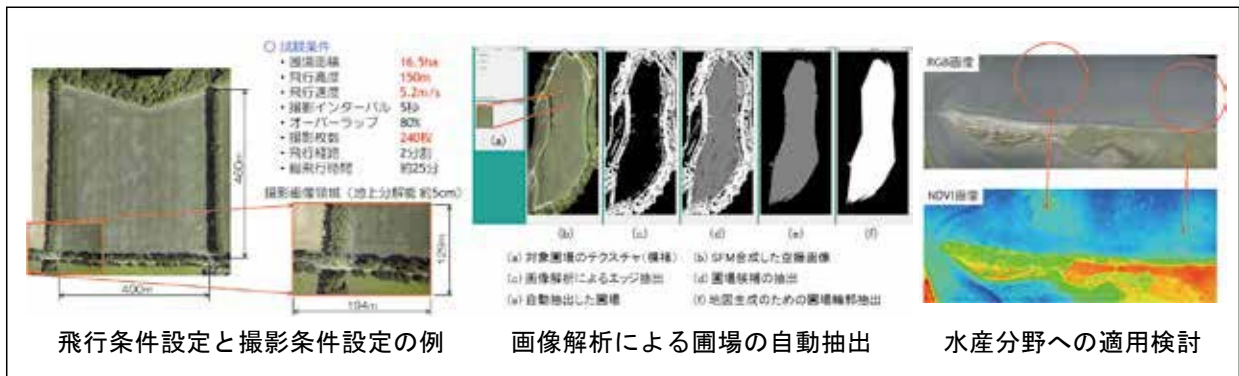 ○ 試験条件
・圃場面積 16.5ha
・飛行高度 150m
・飛行速度 5.2m/s
・撮影インターバル 5秒
・オーバーラップ 80%
・撮影枚数 240枚
・飛行経路 2分割
・総飛行時間 約25分
撮影画像領域（地上分解能 約5cm）
460m
400m
129m
194m
飛行条件設定と撮影条件設定の例
(a)
(b) (c) (d) (e) (f)
(a) 対象圃場のテクスチャ(模様) (b) SFM合成した空撮画像
(c) 画像解析によるエッジ抽出 (d) 圃場候補の抽出
(e) 自動抽出した圃場 (f) 地図生成のための圃場輪郭抽出
画像解析による圃場の自動抽出
RGB画像
NDVI画像
水産分野への適用検討